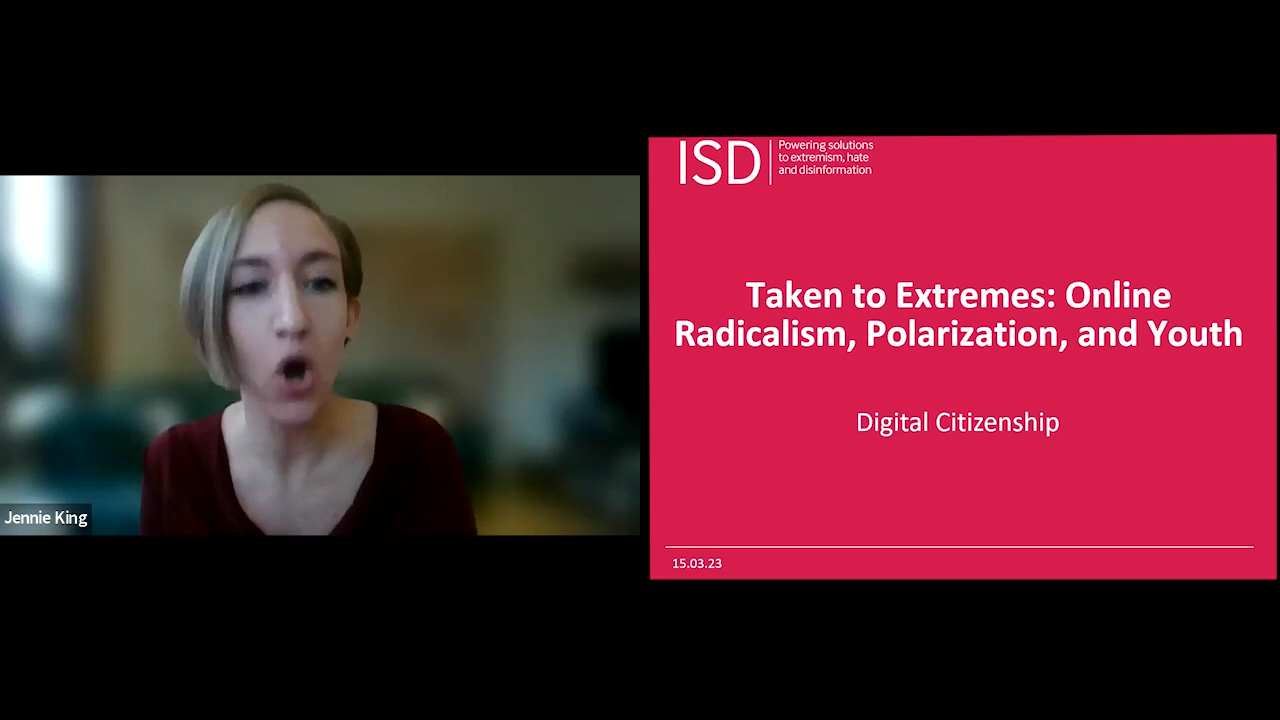 Jennie King
ISD
Powering solutions
to extremism, hate
and disinformation
Taken to Extremes: Online
Radicalism, Polarization, and Youth
Digital Citizenship
15.03.23